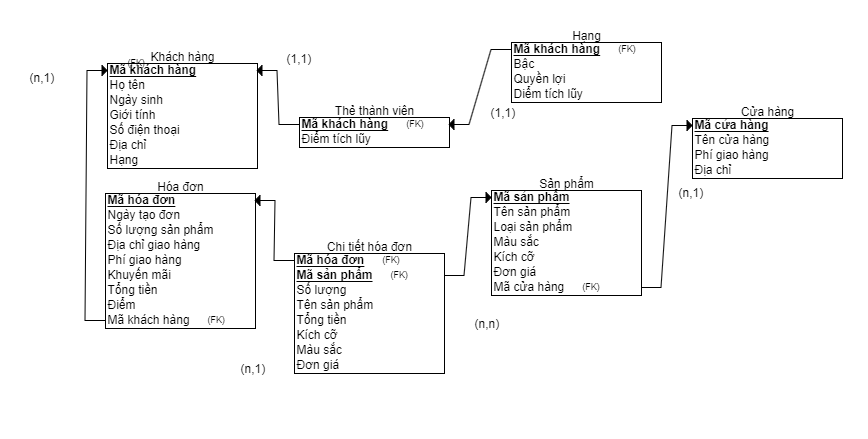 Khách hàng
(FK)
Mã khách hàng
Họ tên
Ngày sinh
Giới tính
Số điện thoại
Địa chỉ
Hạng
(n,1)
(1,1)
Thẻ thành viên
Mã khách hàng (FK)
Điểm tích lũy
Hạng
Mã khách hàng (FK)
Bậc
Quyền lợi
Điểm tích lũy
(1,1)
Cửa hàng
Mã cửa hàng
Tên cửa hàng
Phí giao hàng
Địa chỉ
(n,1)
Hóa đơn
Mã hóa đơn
Ngày tạo đơn
Số lượng sản phẩm
Địa chỉ giao hàng
Phí giao hàng
Khuyến mãi
Tổng tiền
Điểm
Mã khách hàng (FK)
Chi tiết hóa đơn
Mã hóa đơn (FK)
Mã sản phẩm (FK)
Số lượng
Tên sản phẩm
Tổng tiền
Kích cỡ
Màu sắc
Đơn giá
(n,1)
Sản phẩm
Mã sản phẩm
Tên sản phẩm
Loại sản phẩm
Màu sắc
Kích cỡ
Đơn giá
Mã cửa hàng (FK)
(n,n)